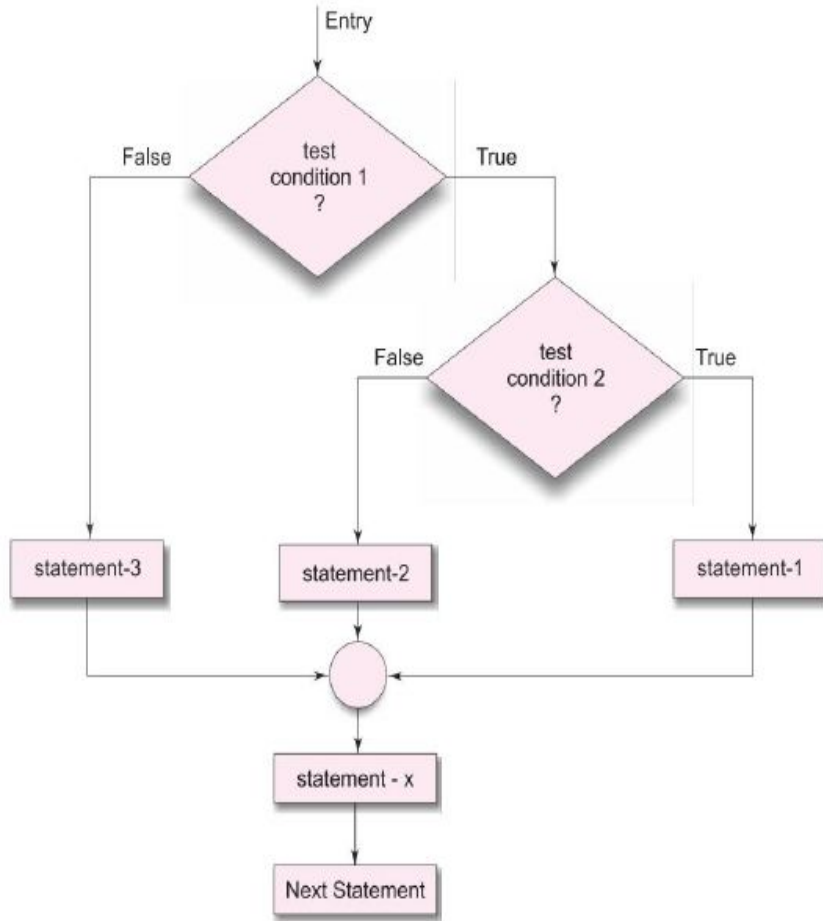 Entry
test
condition 1
?
False
True
test
condition 2
?
False
True
statement-3
statement-2
statement-1
statement - x
Next Statement